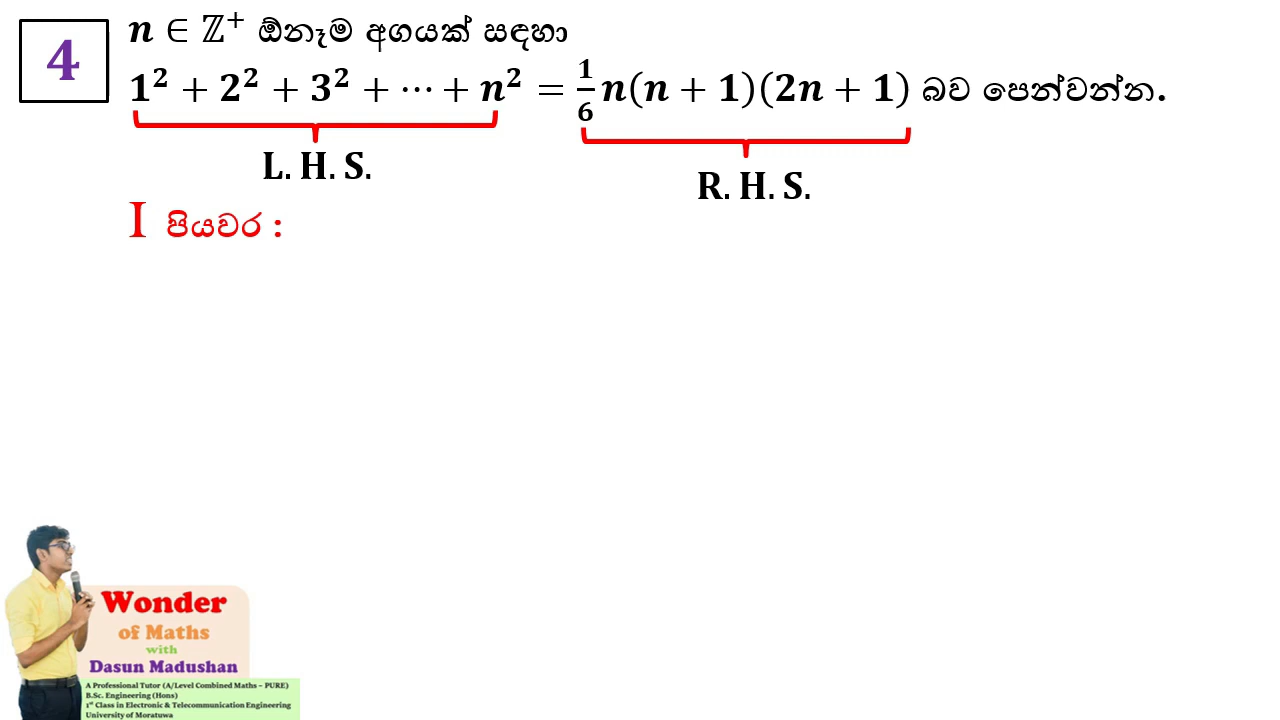 4
n ∈ ℤ⁺ ඕනෑම අගයක් සඳහා
1² + 2² + 3² + ⋯ + n² = 1/6 n(n + 1)(2n + 1) බව පෙන්වන්න.
L. H. S.
R. H. S.
I පියවර :
Wonder
of Maths
with
Dasun Madushan
A Professional Tutor (A/Level Combined Maths – PURE)
B.Sc. Engineering (Hons)
1st Class in Electronic & Telecommunication Engineering
University of Moratuwa